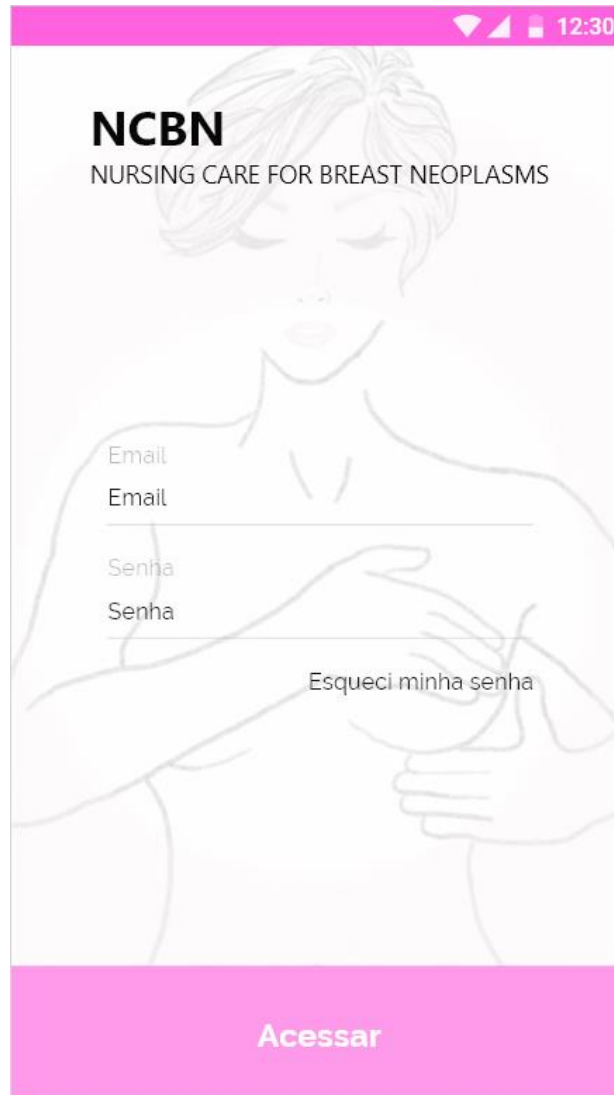 12:30
NCBN
NURSING CARE FOR BREAST NEOPLASMS
Email
Email
Senha
Senha
Esqueci minha senha
Acessar